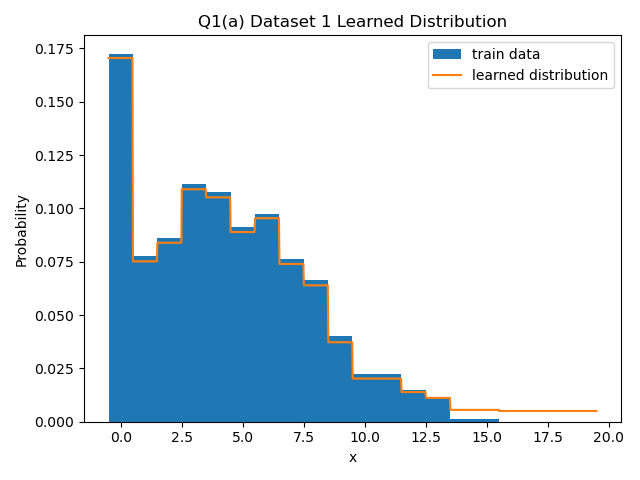 Q1(a) Dataset 1 Learned Distribution
train data
learned distribution
Probability
0.175
0.150
0.125
0.100
0.075
0.050
0.025
0.000
0.0 2.5 5.0 7.5 10.0 12.5 15.0 17.5 20.0
x